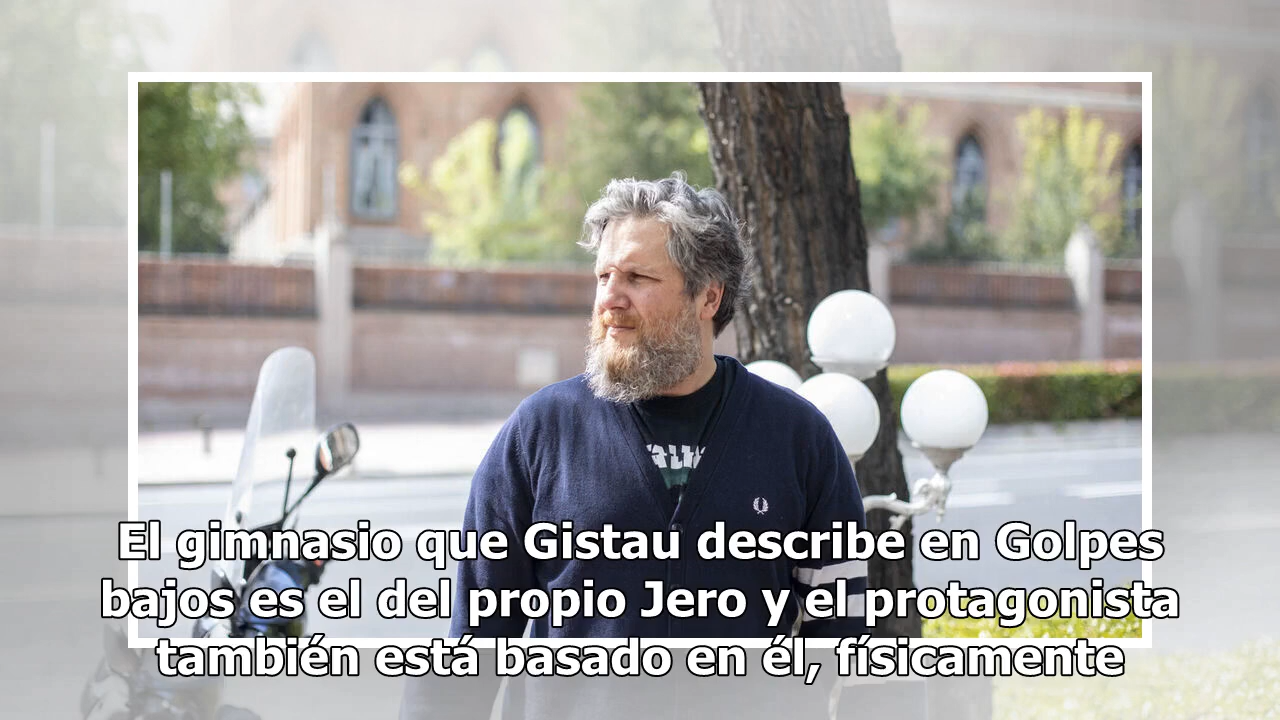 El gimnasio que Gistau describe en Golpes
bajos es el del propio Jero y el protagonista
también está basado en él, físicamente